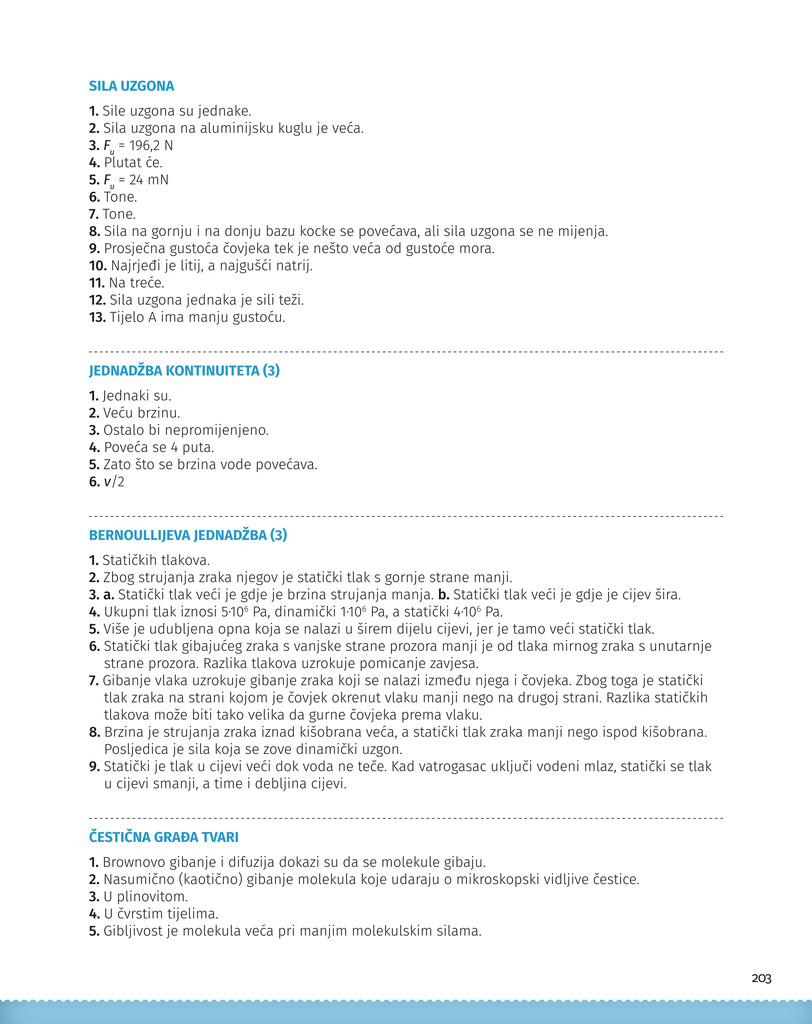 SILA UZGONA
1. Sile uzgona su jednake.
2. Sila uzgona na aluminijsku kuglu je veća.
3. Fᵤ = 196,2 N
4. Plutat će.
5. Fᵤ = 24 mN
6. Tone.
7. Tone.
8. Sila na gornju i na donju bazu kocke se povećava, ali sila uzgona se ne mijenja.
9. Prosječna gustoća čovjeka tek je nešto veća od gustoće mora.
10. Najrjeđi je litij, a najgušći natrij.
11. Na treće.
12. Sila uzgona jednaka je sili teži.
13. Tijelo A ima manju gustoću.
JEDNADŽBA KONTINUITETA (3)
1. Jednaki su.
2. Veću brzinu.
3. Ostalo bi nepromijenjeno.
4. Poveća se 4 puta.
5. Zato što se brzina vode povećava.
6. v/2
BERNOULLIJEVA JEDNADŽBA (3)
1. Statičkih tlakova.
2. Zbog strujanja zraka njegov je statički tlak s gornje strane manji.
3. a. Statički tlak veći je gdje je brzina strujanja manja. b. Statički tlak veći je gdje je cijev šira.
4. Ukupni tlak iznosi 5·10⁶ Pa, dinamički 1·10⁶ Pa, a statički 4·10⁶ Pa.
5. Više je udubljena opna koja se nalazi u širem dijelu cijevi, jer je tamo veći statički tlak.
6. Statički tlak gibajućeg zraka s vanjske strane prozora manji je od tlaka mirnog zraka s unutarnje
strane prozora. Razlika tlakova uzrokuje pomicanje zavjesa.
7. Gibanje vlaka uzrokuje gibanje zraka koji se nalazi između njega i čovjeka. Zbog toga je statički
tlak zraka na strani kojom je čovjek okrenut vlaku manji nego na drugoj strani. Razlika statičkih
tlakova može biti tako velika da gurne čovjeka prema vlaku.
8. Brzina je strujanja zraka iznad kišobrana veća, a statički tlak zraka manji nego ispod kišobrana.
Posljedica je sila koja se zove dinamički uzgon.
9. Statički je tlak u cijevi veći dok voda ne teče. Kad vatrogasac uključi vodeni mlaz, statički se tlak
u cijevi smanji, a time i debljina cijevi.
ČESTIČNA GRAĐA TVARI
1. Brownovo gibanje i difuzija dokazi su da se molekule gibaju.
2. Nasumično (kaotično) gibanje molekula koje udaraju o mikroskopski vidljive čestice.
3. U plinovitom.
4. U čvrstim tijelima.
5. Gibljivost je molekula veća pri manjim molekulskim silama.
203